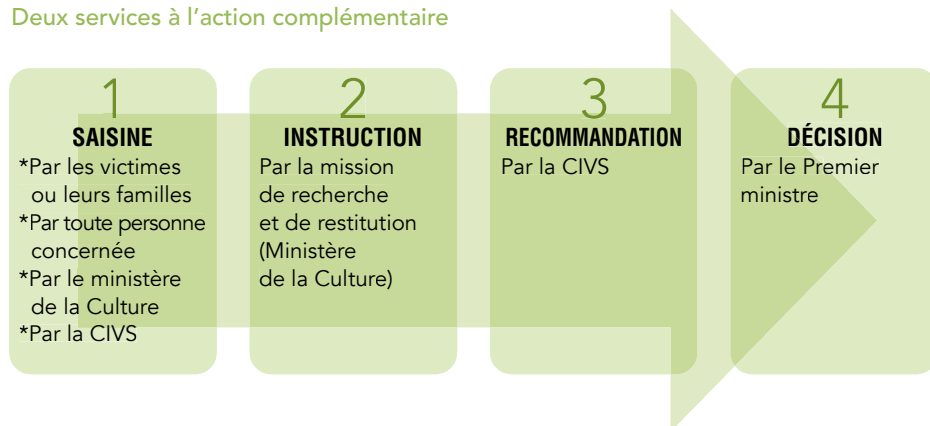 Deux services à l'action complémentaire
1
SAISINE
*Par les victimes
ou leurs familles
*Par toute personne
concernée
*Par le ministère
de la Culture
*Par la CIVS
2
INSTRUCTION
Par la mission
de recherche
et de restitution
(Ministère
de la Culture)
3
RECOMMANDATION
Par la CIVS
4
DÉCISION
Par le Premier
ministre